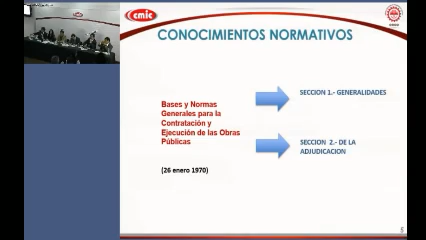 cmic
CONOCIMIENTOS NORMATIVOS
SECCION 1.- GENERALIDADES
Bases y Normas
Generales para la
Contratación y
Ejecución de las Obras
Públicas
SECCION 2.- DE LA
ADJUDICACION
(26 enero 1970)
5